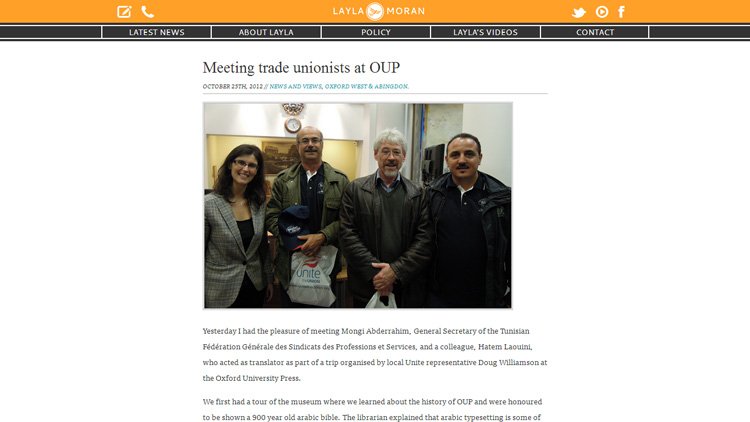 LAYLA MORAN
LATEST NEWS ABOUT LAYLA POLICY LAYLA'S VIDEOS CONTACT
Meeting trade unionists at OUP
OCTOBER 25TH, 2012 // NEWS AND VIEWS, OXFORD WEST & ABINGDON.
unite
Yesterday I had the pleasure of meeting Mongi Abderrahim, General Secretary of the Tunisian
Fédération Générale des Sindicats des Professions et Services, and a colleague, Hatem Laouini,
who acted as translator as part of a trip organised by local Unite representative Doug Williamson at
the Oxford University Press.
We first had a tour of the museum where we learned about the history of OUP and were honoured
to be shown a 900 year old arabic bible. The librarian explained that arabic typesetting is some of